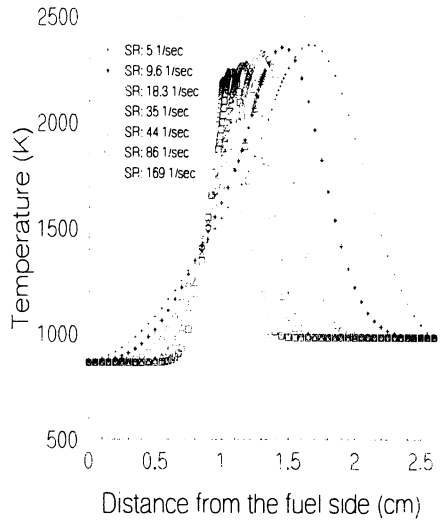 2500
SR: 5 1/sec
SR: 9.6 1/sec
SR: 18.3 1/sec
SR: 35 1/sec
SR: 44 1/sec
SR: 86 1/sec
SR: 169 1/sec
2000
1500
1000
500
Temperature (K)
0 0.5 1 1.5 2 2.5
Distance from the fuel side (cm)